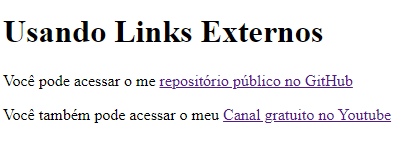 Usando Links Externos
Você pode acessar o me repositório público no GitHub
Você também pode acessar o meu Canal gratuito no Youtube